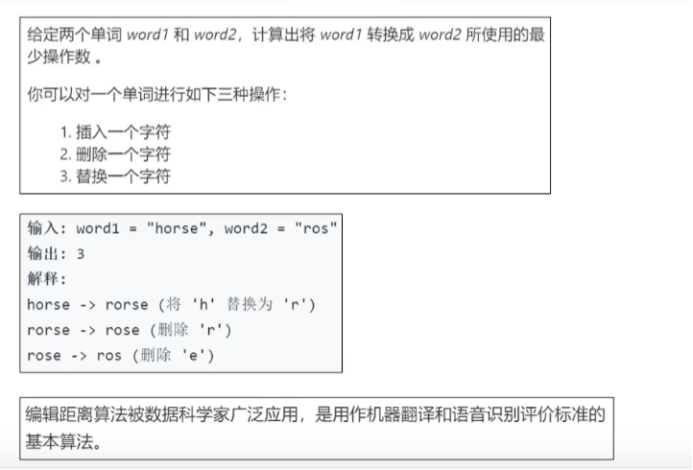 给定两个单词 word1 和 word2，计算出将 word1 转换成 word2 所使用的最
少操作数 。
你可以对一个单词进行如下三种操作：
1. 插入一个字符
2. 删除一个字符
3. 替换一个字符
输入: word1 = "horse", word2 = "ros"
输出: 3
解释:
horse -> rorse (将 'h' 替换为 'r')
rorse -> rose (删除 'r')
rose -> ros (删除 'e')
编辑距离算法被数据科学家广泛应用，是用作机器翻译和语音识别评价标准的
基本算法。